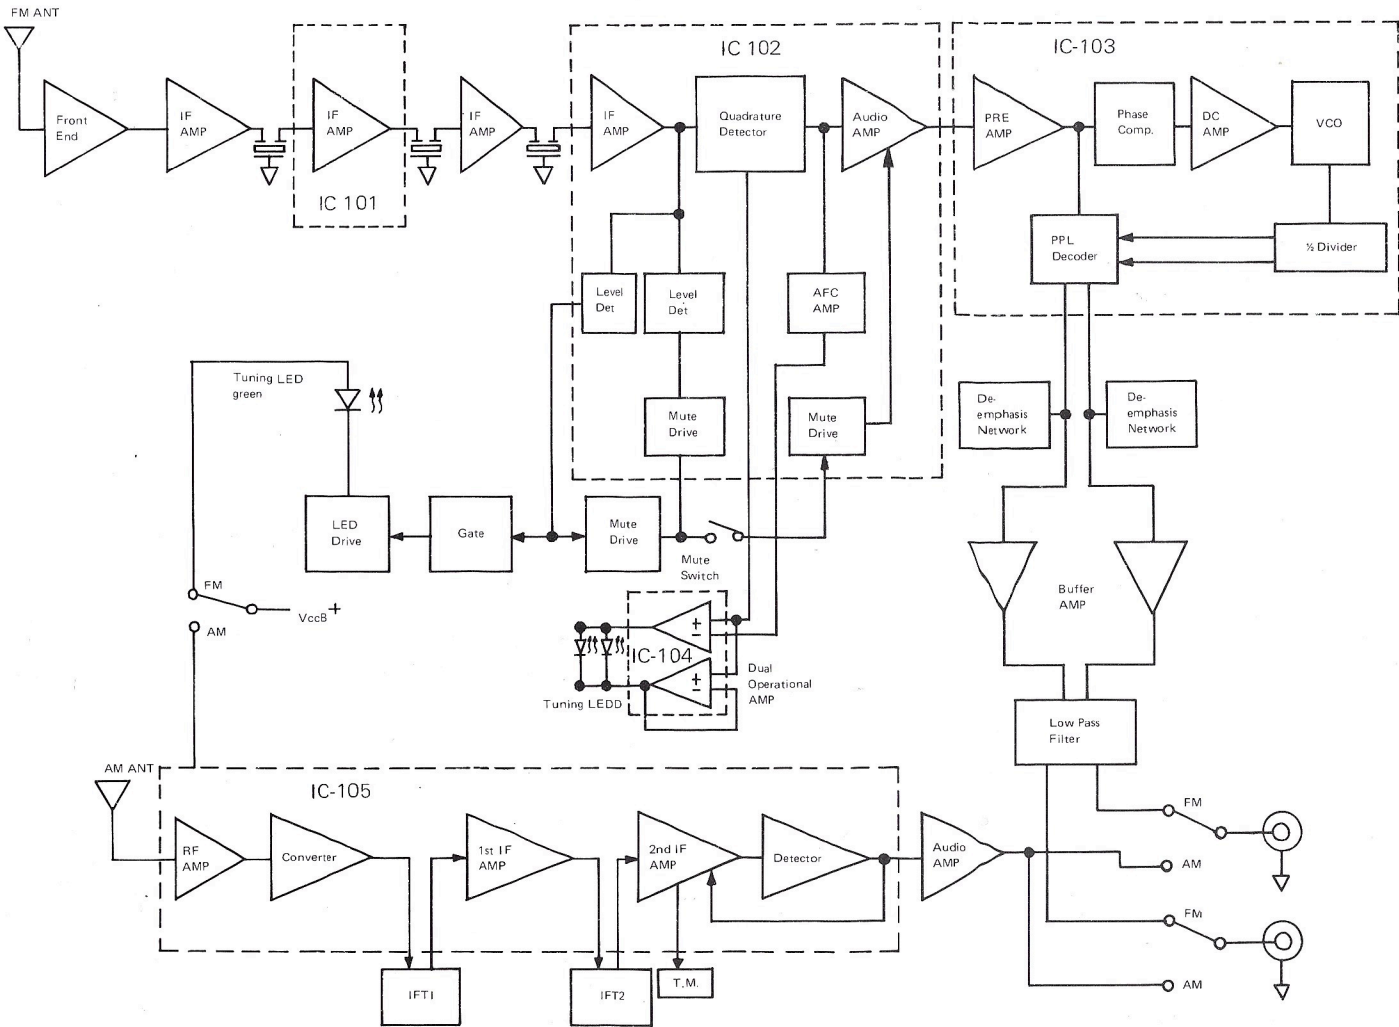 FM ANT
Front
End
IF
AMP
IF
AMP
IC 101
IF
AMP
IC 102
IF
AMP
Quadrature
Detector
Audio
AMP
Level
Det
Level
Det
AFC
AMP
Mute
Drive
Mute
Drive
IC-103
PRE
AMP
Phase
Comp.
DC
AMP
VCO
PPL
Decoder
½ Divider
De-
emphasis
Network
De-
emphasis
Network
Buffer
AMP
Low Pass
Filter
Tuning LED
green
LED
Drive
Gate
Mute
Drive
Mute
Switch
FM
AM
VccB +
IC-104
+
−
+
−
Dual
Operational
AMP
Tuning LEDD
AM ANT
IC-105
RF
AMP
Converter
1st IF
AMP
2nd IF
AMP
Detector
Audio
AMP
IFT1
IFT2
T.M.
FM
AM
FM
AM